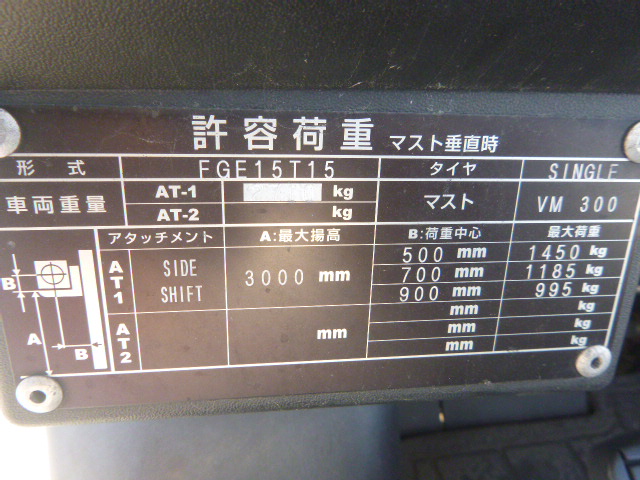 許容荷重 マスト垂直時
形式 FGE15T15 タイヤ SINGLE
車両重量 AT-1 kg マスト VM 300
AT-2 kg
アタッチメント A:最大揚高 B:荷重中心 最大荷重
AT1 SIDE SHIFT 3000 mm 500 mm 1450 kg
700 mm 1185 kg
900 mm 995 kg
mm kg
AT2 mm mm kg
mm kg
B
A
B